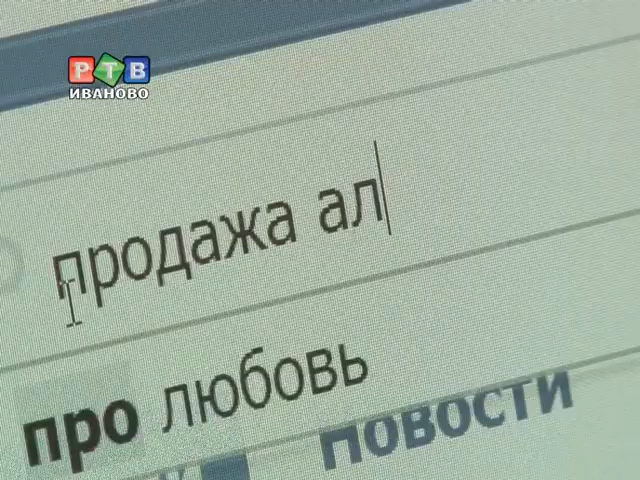 РТВ
ИВАНОВО
продажа ал
про любовь
новости